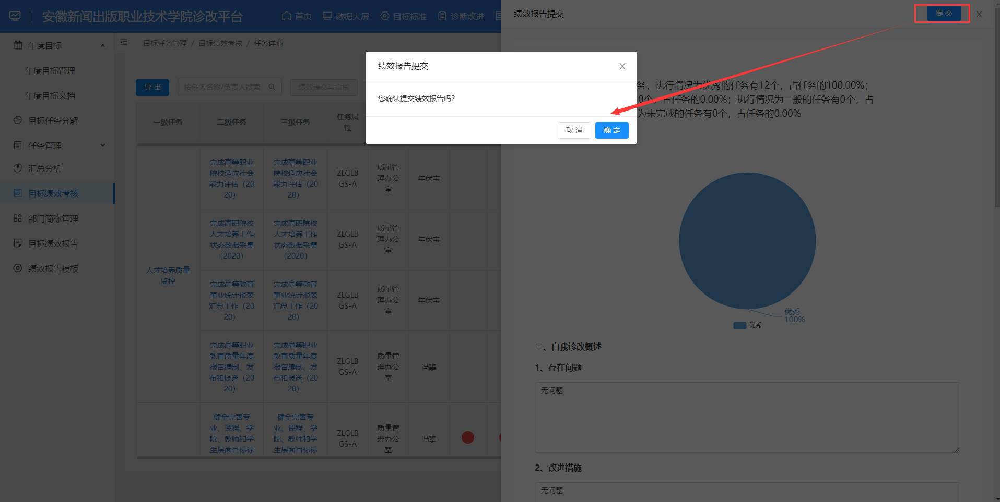 安徽新闻出版职业技术学院诊改平台
首页
数据大屏
目标标准
诊断改进
年度目标
年度目标管理
年度目标文档
目标任务分解
任务管理
汇总分析
目标绩效考核
部门简称管理
目标绩效报告
绩效报告模板
目标任务管理 / 目标绩效考核 / 任务详情
导 出
按任务名称/负责人搜索
绩效提交与审核
一级任务
二级任务
三级任务
任务属
性
人才培养质量
监控
完成高等职业
院校适应社会
能力评估（20
20）
完成高等职业
院校适应社会
能力评估（20
20）
ZLGLB
GS-A
质量管
理办公
室
年伏宝
完成高职院校
人才培养工作
状态数据采集
（2020）
完成高职院校
人才培养工作
状态数据采集
（2020）
ZLGLB
GS-A
质量管
理办公
室
年伏宝
完成高等教育
事业统计报表
汇总工作（20
20）
完成高等教育
事业统计报表
汇总工作（20
20）
ZLGLB
GS-A
质量管
理办公
室
年伏宝
完成高等职业
教育质量年度
报告编制、发
布和报送（20
20）
完成高等职业
教育质量年度
报告编制、发
布和报送（20
20）
ZLGLB
GS-A
质量管
理办公
室
冯攀
健全完善专
业、课程、学
院、教师和学
生层面目标标
健全完善专
业、课程、学
院、教师和学
生层面目标标
ZLGLB
GS-A
质量管
理办公
室
冯攀
绩效报告提交
您确认提交绩效报告吗？
取 消
确 定
绩效报告提交
提 交
务，执行情况为优秀的任务有12个，占任务的100.00%；
0个，占任务的0.00%；执行情况为一般的任务有0个，占
为未完成的任务有0个，占任务的0.00%
优秀
100%
优秀
三、自我诊改概述
1、存在问题
无问题
2、改进措施
无问题